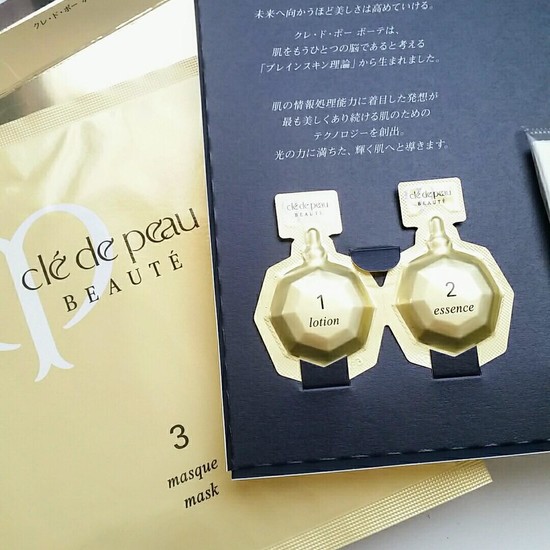 クレ・ド・ポー ボ
未来へ向かうほど美しさは高めていける。
クレ・ド・ポー ボーテは、
肌をもうひとつの脳であると考える
「ブレインスキン理論」から生まれました。
肌の情報処理能力に着目した発想が
最も美しくあり続ける肌のための
テクノロジーを創出。
光の力に満ちた、輝く肌へと導きます。
clé de peau
BEAUTÉ
1
lotion
clé de peau
BEAUTÉ
2
essence
clé de peau
BEAUTÉ
3
masque
mask